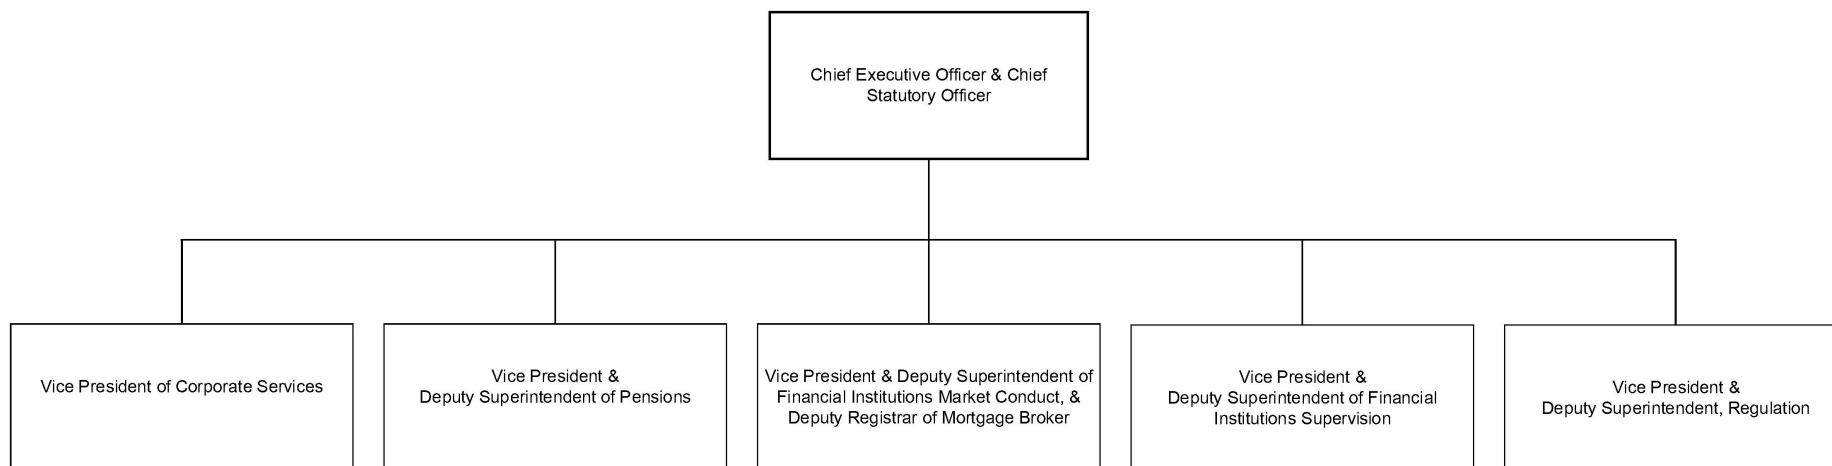 Chief Executive Officer & Chief
Statutory Officer
Vice President of Corporate Services
Vice President &
Deputy Superintendent of Pensions
Vice President & Deputy Superintendent of
Financial Institutions Market Conduct, &
Deputy Registrar of Mortgage Broker
Vice President &
Deputy Superintendent of Financial
Institutions Supervision
Vice President &
Deputy Superintendent, Regulation